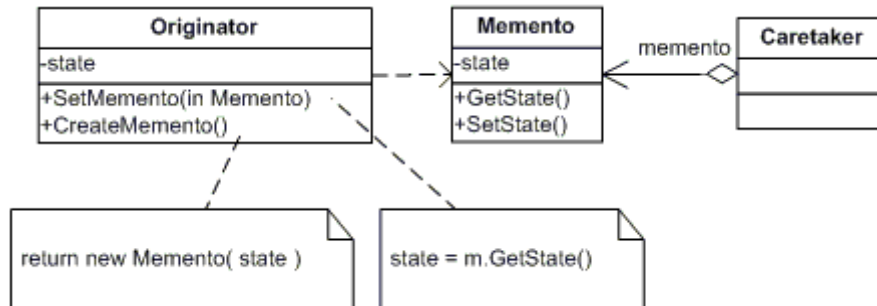 Originator
-state
+SetMemento(in Memento)
+CreateMemento()
Memento
-state
+GetState()
+SetState()
memento
Caretaker
return new Memento( state )
state = m.GetState()